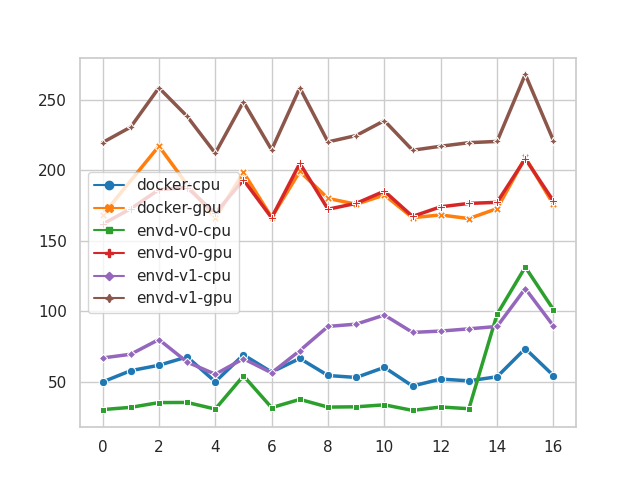 250
200
150
100
50
docker-cpu
docker-gpu
envd-v0-cpu
envd-v0-gpu
envd-v1-cpu
envd-v1-gpu
0 2 4 6 8 10 12 14 16